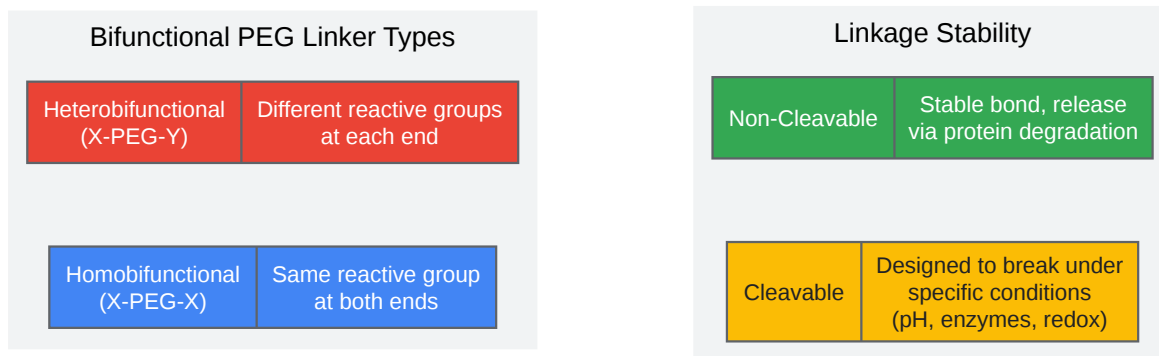 Bifunctional PEG Linker Types
Heterobifunctional
(X-PEG-Y)
Different reactive groups
at each end
Homobifunctional
(X-PEG-X)
Same reactive group
at both ends
Linkage Stability
Non-Cleavable
Stable bond, release
via protein degradation
Cleavable
Designed to break under
specific conditions
(pH, enzymes, redox)